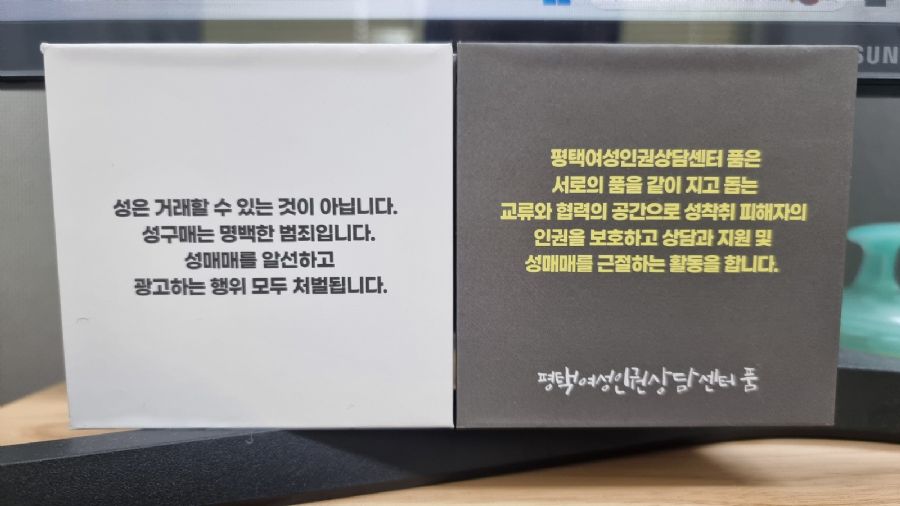 성은 거래할 수 있는 것이 아닙니다.
성구매는 명백한 범죄입니다.
성매매를 알선하고
광고하는 행위 모두 처벌됩니다.
평택여성인권상담센터 품은
서로의 품을 같이 지고 돕는
교류와 협력의 공간으로 성착취 피해자의
인권을 보호하고 상담과 지원 및
성매매를 근절하는 활동을 합니다.
평택여성인권상담센터 품
SUN